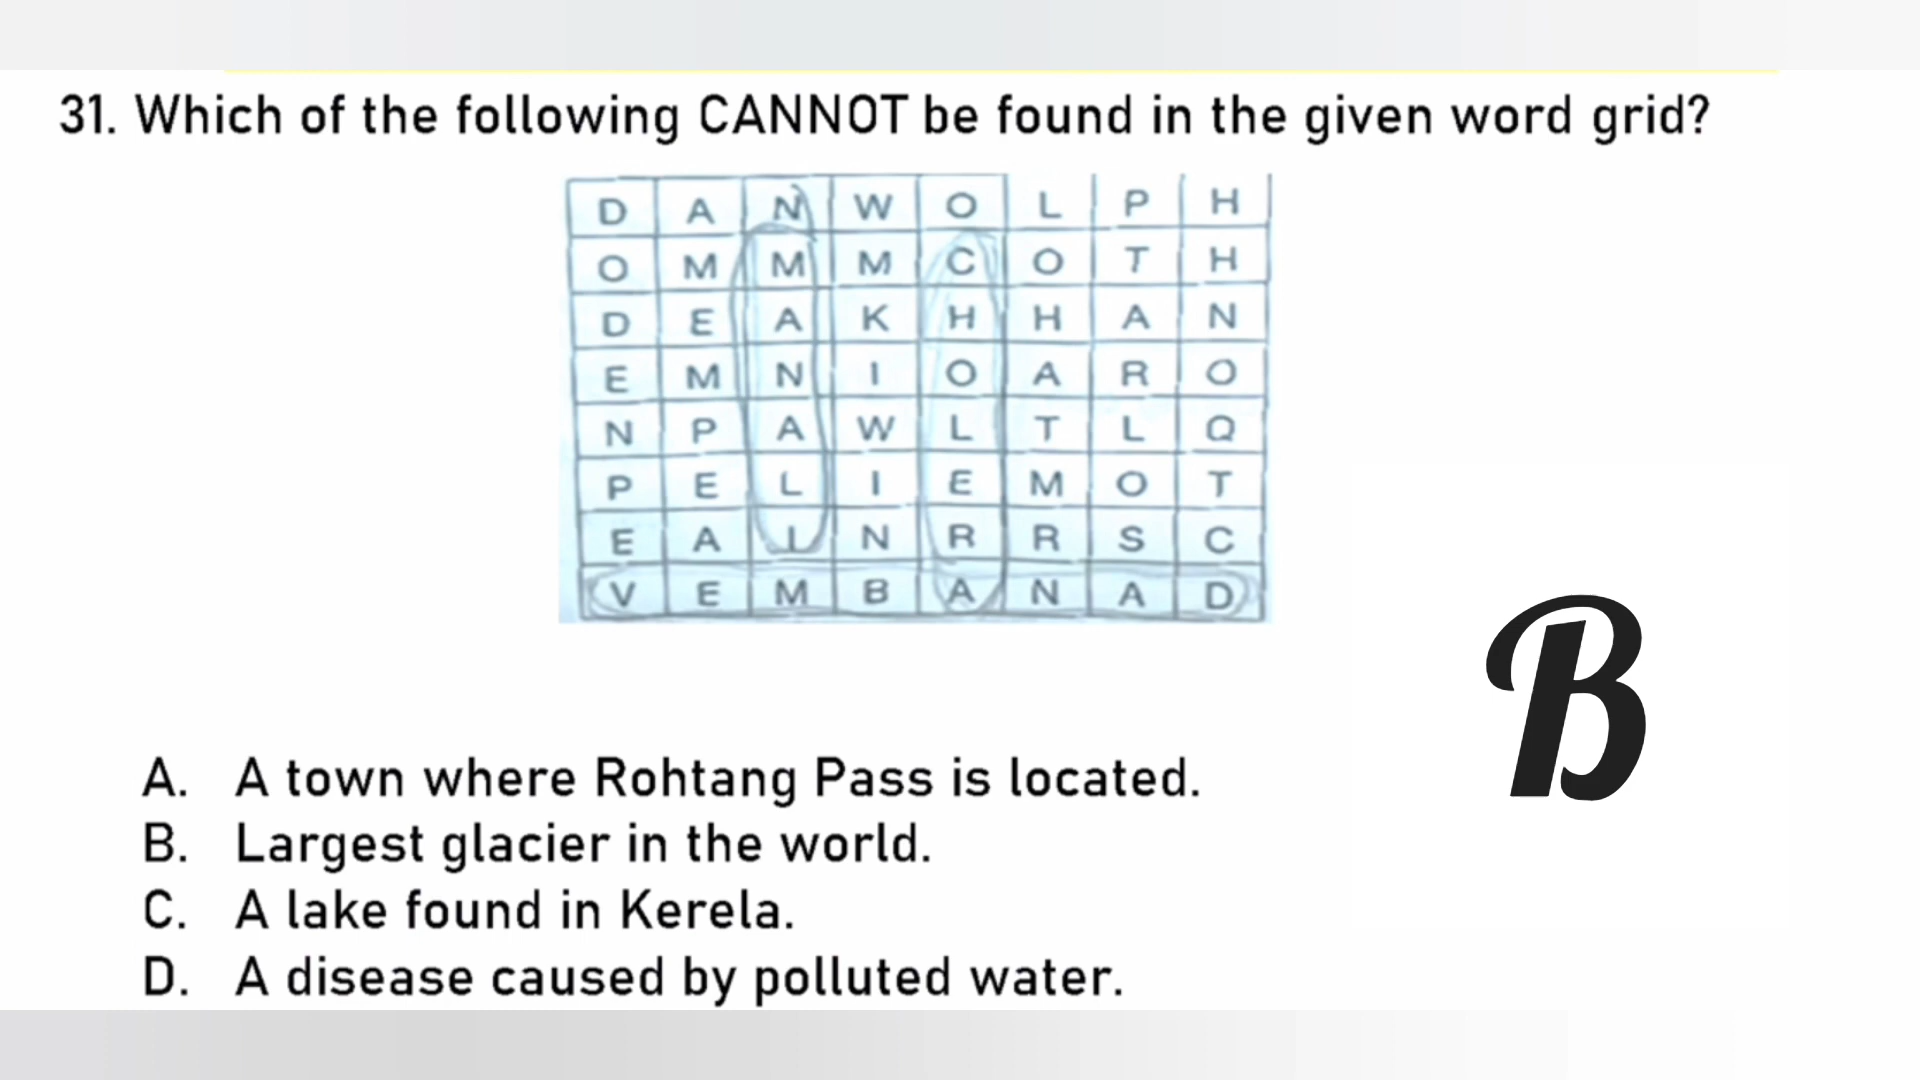 31. Which of the following CANNOT be found in the given word grid?
D A N W O L P H
O M M M C O T H
D E A K H H A N
E M N I O A R O
N P A W L T L Q
P E L I E M O T
E A I N R R S C
V E M B A N A D
A. A town where Rohtang Pass is located.
B. Largest glacier in the world.
C. A lake found in Kerela.
D. A disease caused by polluted water.
B